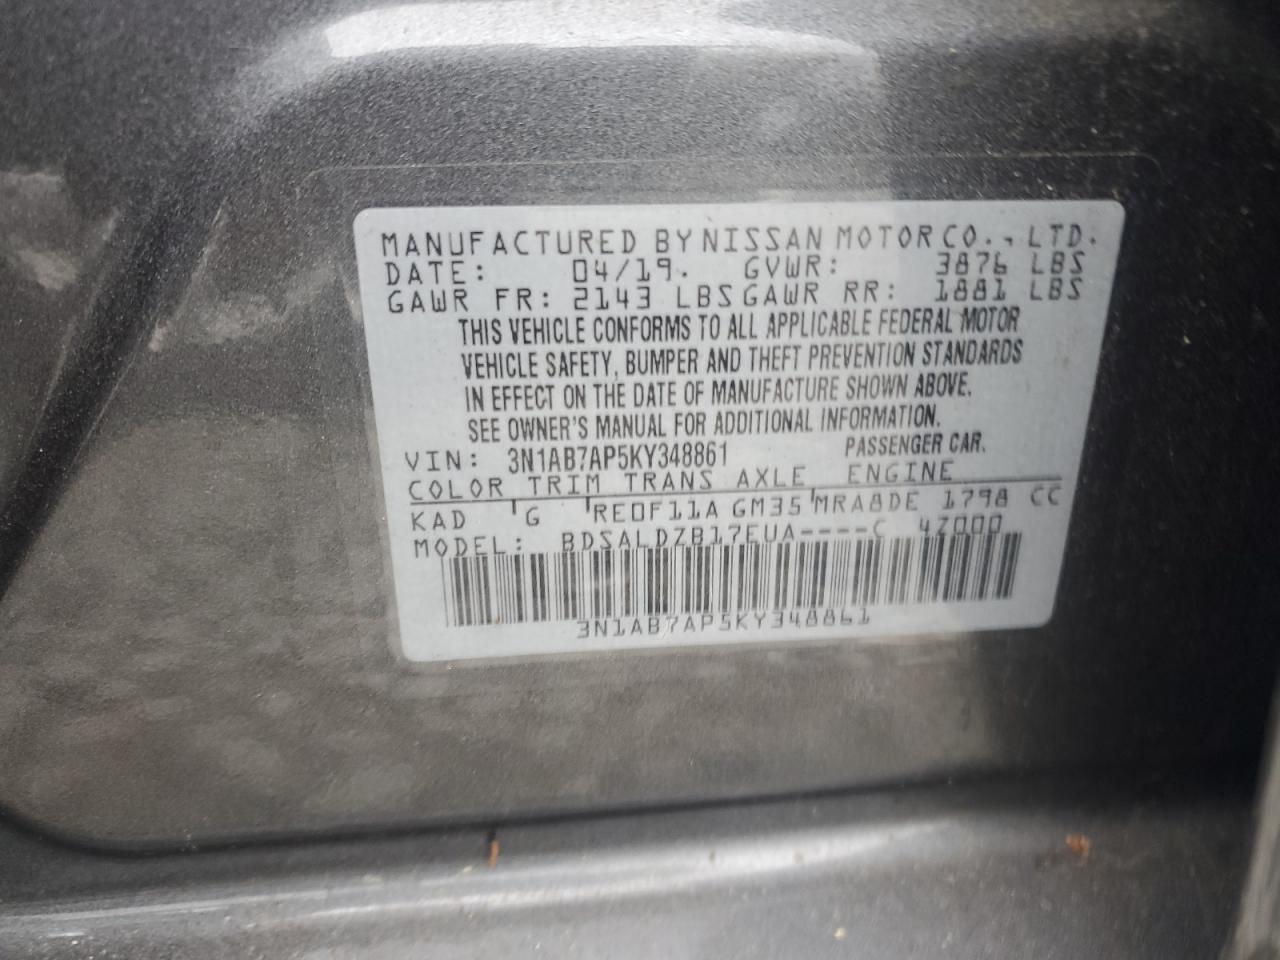 MANUFACTURED BY NISSAN MOTOR CO., LTD.
DATE: 04/19. GVWR: 3876 LBS
GAWR FR: 2143 LBS GAWR RR: 1881 LBS
THIS VEHICLE CONFORMS TO ALL APPLICABLE FEDERAL MOTOR
VEHICLE SAFETY, BUMPER AND THEFT PREVENTION STANDARDS
IN EFFECT ON THE DATE OF MANUFACTURE SHOWN ABOVE.
SEE OWNER'S MANUAL FOR ADDITIONAL INFORMATION.
VIN: 3N1AB7AP5KY348861 PASSENGER CAR.
COLOR TRIM TRANS AXLE ENGINE
KAD G RE0F11A GM35 MRA8DE 1798 CC
MODEL: BDSALDZB17EUA----C 4Z000
3N1AB7AP5KY348861